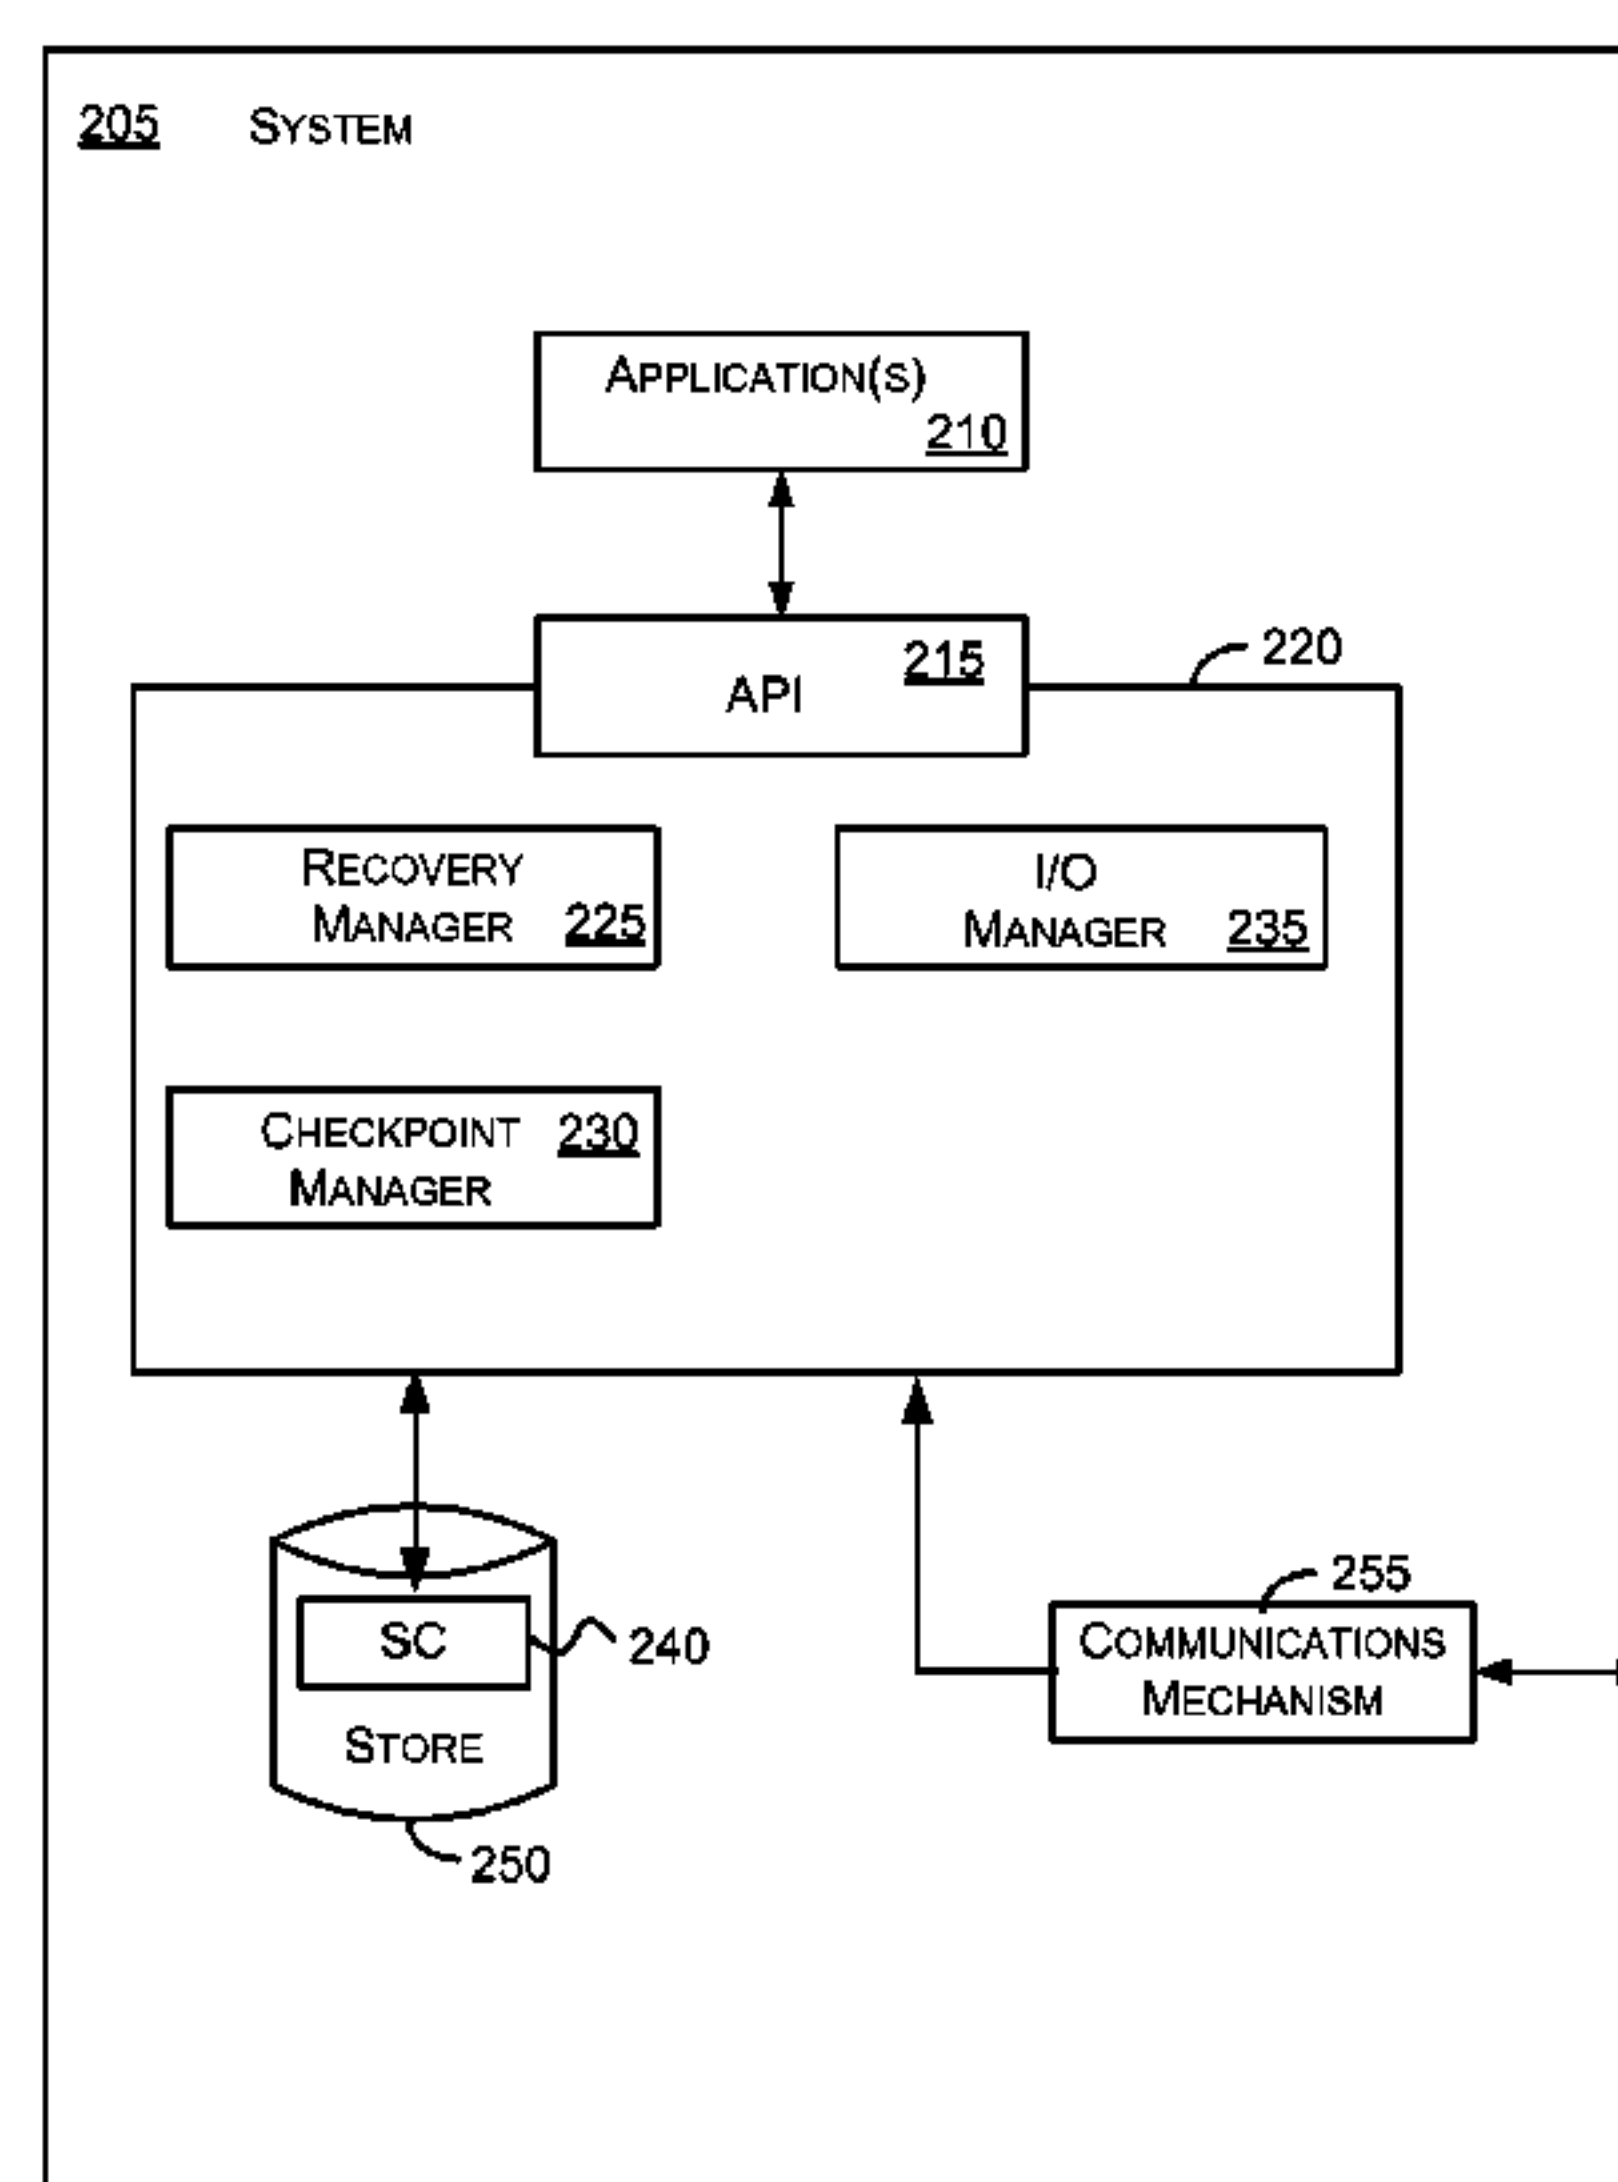 205 SYSTEM
APPLICATION(S)
210
215
API
220
RECOVERY
MANAGER 225
I/O
MANAGER 235
CHECKPOINT 230
MANAGER
SC
240
STORE
250
255
COMMUNICATIONS
MECHANISM